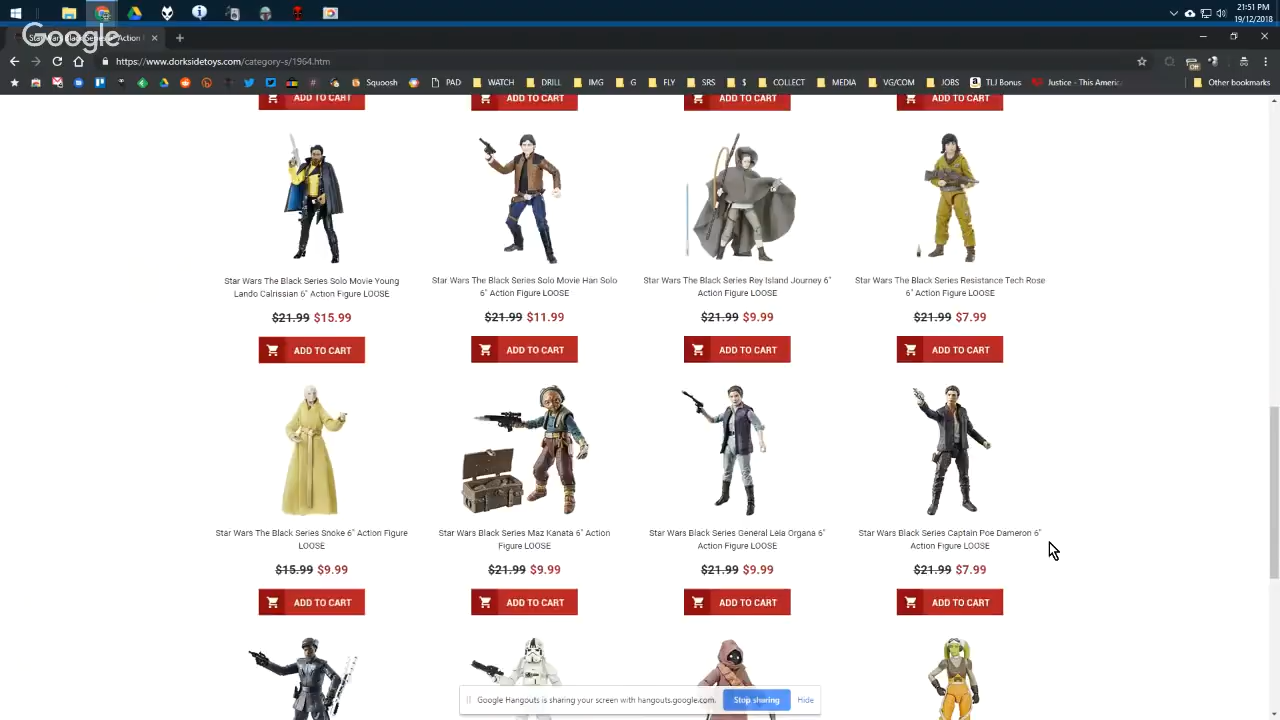 21:51 PM
19/12/2018
Google
Star Wars Black Series 6" Action
https://www.dorksidetoys.com/category-s/1964.htm
Squoosh PAD WATCH DRILL IMG G FLY SRS $ COLLECT MEDIA VG/COM JOBS TLJ Bonus Justice - This Americ Other bookmarks
ADD TO CART ADD TO CART ADD TO CART ADD TO CART
Star Wars The Black Series Solo Movie Young
Lando Calrissian 6" Action Figure LOOSE
$21.99 $15.99
ADD TO CART
Star Wars The Black Series Solo Movie Han Solo
6" Action Figure LOOSE
$21.99 $11.99
ADD TO CART
Star Wars The Black Series Rey Island Journey 6"
Action Figure LOOSE
$21.99 $9.99
ADD TO CART
Star Wars The Black Series Resistance Tech Rose
6" Action Figure LOOSE
$21.99 $7.99
ADD TO CART
Star Wars The Black Series Snoke 6" Action Figure
LOOSE
$15.99 $9.99
ADD TO CART
Star Wars Black Series Maz Kanata 6" Action
Figure LOOSE
$21.99 $9.99
ADD TO CART
Star Wars Black Series General Leia Organa 6"
Action Figure LOOSE
$21.99 $9.99
ADD TO CART
Star Wars Black Series Captain Poe Dameron 6"
Action Figure LOOSE
$21.99 $7.99
ADD TO CART
Google Hangouts is sharing your screen with hangouts.google.com. Stop sharing Hide